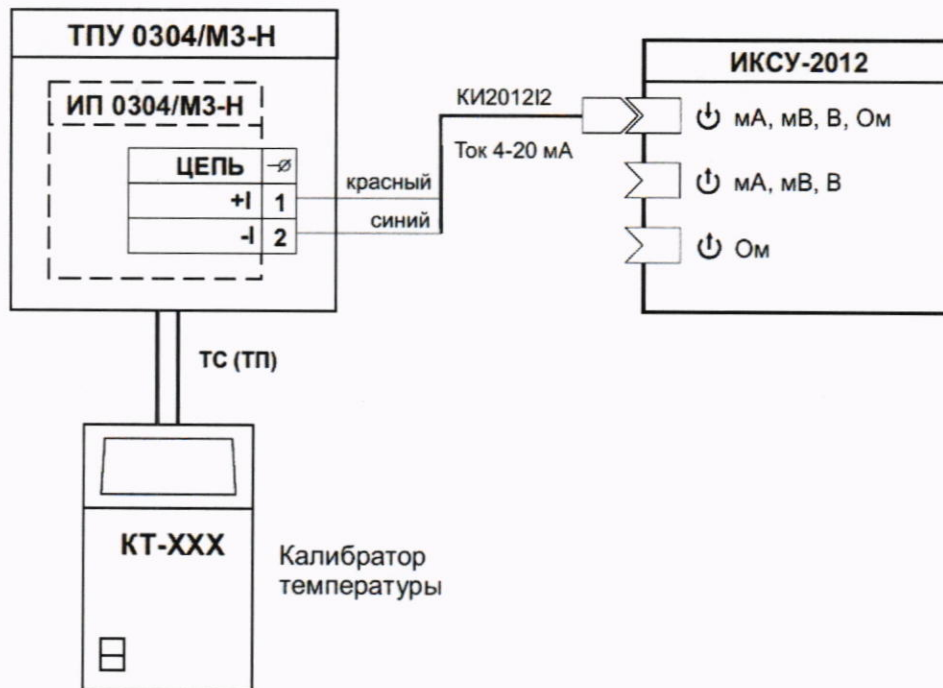 ТПУ 0304/М3-Н
ИП 0304/М3-Н
ЦЕПЬ
+I 1
-I 2
красный
синий
КИ2012I2
Ток 4-20 мА
ИКСУ-2012
мА, мВ, В, Ом
мА, мВ, В
Ом
ТС (ТП)
КТ-ХХХ
Калибратор
температуры